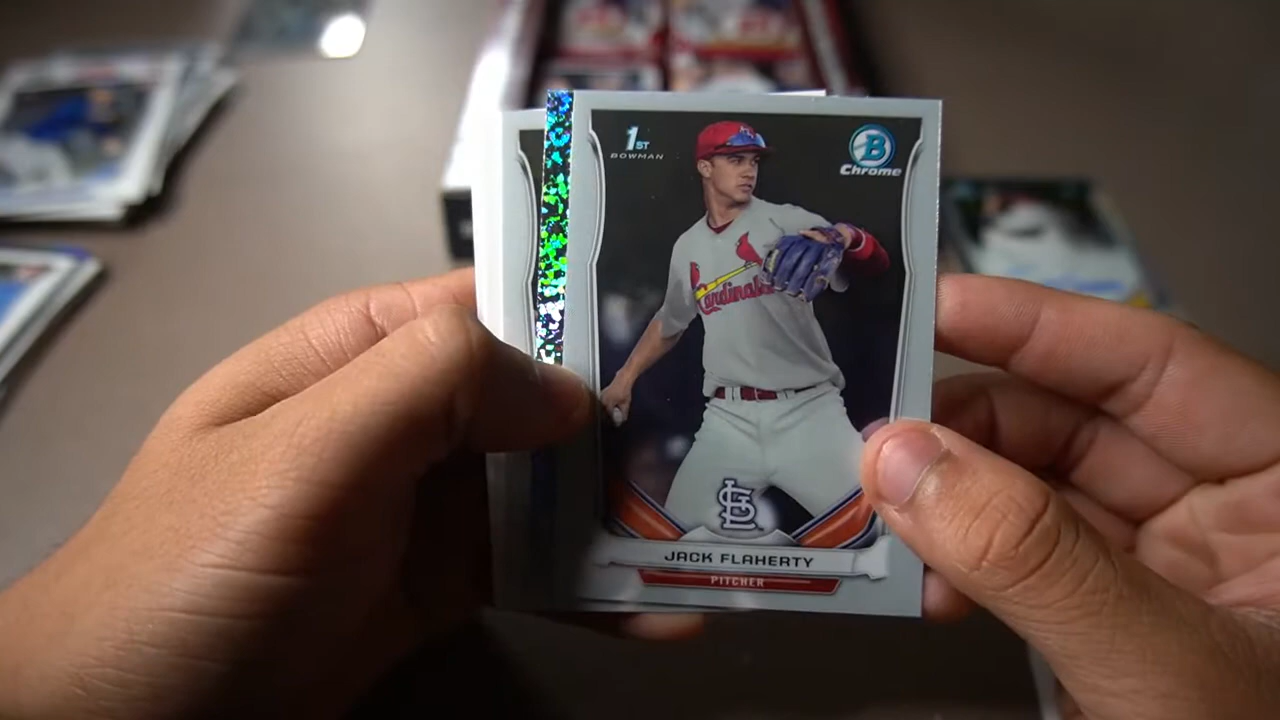 1ST
BOWMAN
B
Chrome
Cardinals
STL
JACK FLAHERTY
PITCHER